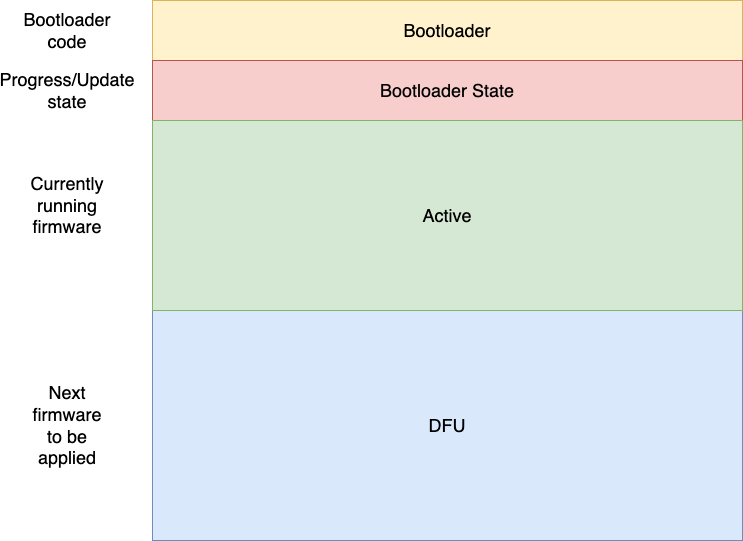 Bootloader
code
Bootloader
Progress/Update
state
Bootloader State
Currently
running
firmware
Active
Next
firmware
to be
applied
DFU